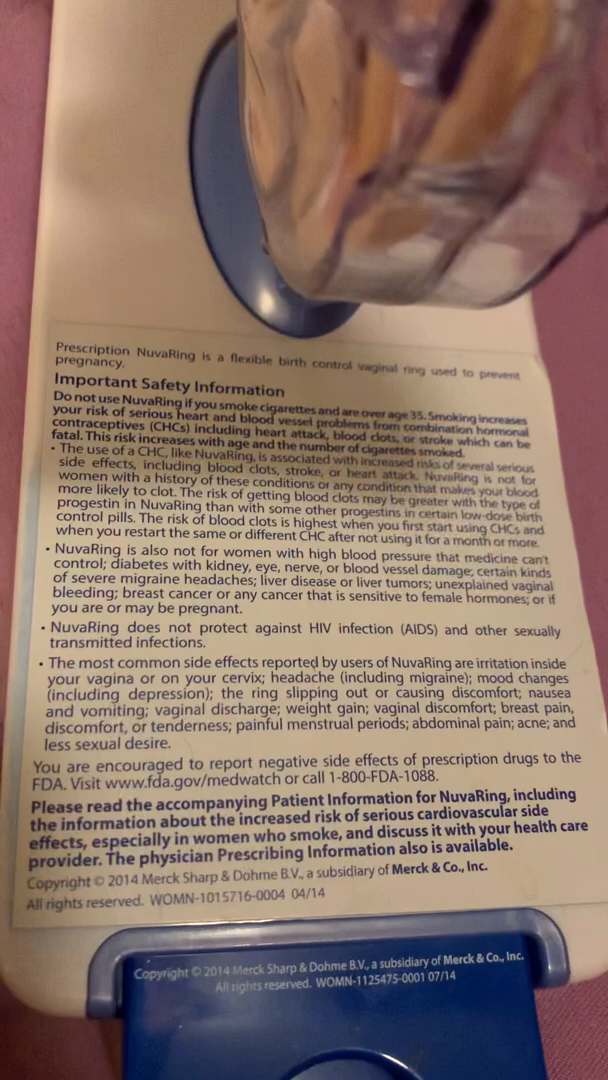 Prescription NuvaRing is a flexible birth control vaginal ring used to prevent
pregnancy.
Important Safety Information
Do not use NuvaRing if you smoke cigarettes and are over age 35. Smoking increases
your risk of serious heart and blood vessel problems from combination hormonal
contraceptives (CHCs) including heart attack, blood clots, or stroke which can be
fatal. This risk increases with age and the number of cigarettes smoked.
• The use of a CHC, like NuvaRing, is associated with increased risks of several serious
side effects, including blood clots, stroke, or heart attack. NuvaRing is not for
women with a history of these conditions or any condition that makes your blood
more likely to clot. The risk of getting blood clots may be greater with the type of
progestin in NuvaRing than with some other progestins in certain low-dose birth
control pills. The risk of blood clots is highest when you first start using CHCs and
when you restart the same or different CHC after not using it for a month or more.
• NuvaRing is also not for women with high blood pressure that medicine can't
control; diabetes with kidney, eye, nerve, or blood vessel damage; certain kinds
of severe migraine headaches; liver disease or liver tumors; unexplained vaginal
bleeding; breast cancer or any cancer that is sensitive to female hormones; or if
you are or may be pregnant.
• NuvaRing does not protect against HIV infection (AIDS) and other sexually
transmitted infections.
• The most common side effects reported by users of NuvaRing are irritation inside
your vagina or on your cervix; headache (including migraine); mood changes
(including depression); the ring slipping out or causing discomfort; nausea
and vomiting; vaginal discharge; weight gain; vaginal discomfort; breast pain,
discomfort, or tenderness; painful menstrual periods; abdominal pain; acne; and
less sexual desire.
You are encouraged to report negative side effects of prescription drugs to the
FDA. Visit www.fda.gov/medwatch or call 1-800-FDA-1088.
Please read the accompanying Patient Information for NuvaRing, including
the information about the increased risk of serious cardiovascular side
effects, especially in women who smoke, and discuss it with your health care
provider. The physician Prescribing Information also is available.
Copyright © 2014 Merck Sharp & Dohme B.V., a subsidiary of Merck & Co., Inc.
All rights reserved. WOMN-1015716-0004 04/14
Copyright © 2014 Merck Sharp & Dohme B.V., a subsidiary of Merck & Co., Inc.
All rights reserved. WOMN-1125475-0001 07/14